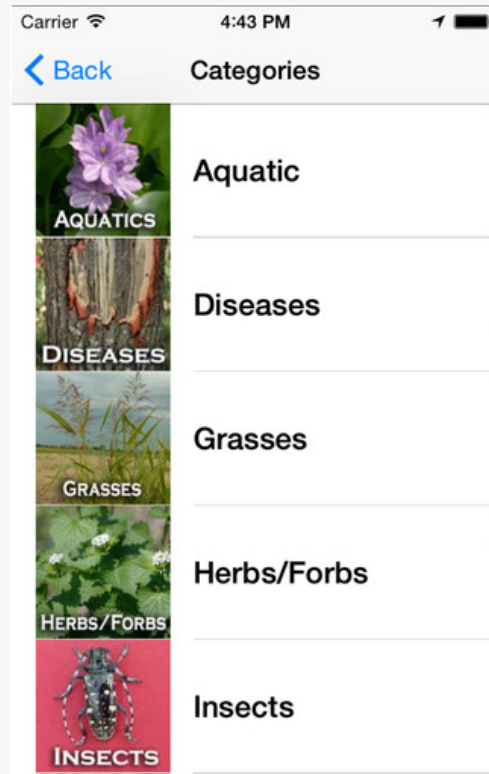 Carrier 4:43 PM
Back Categories
AQUATICS Aquatic
DISEASES Diseases
GRASSES Grasses
HERBS/FORBS Herbs/Forbs
INSECTS Insects